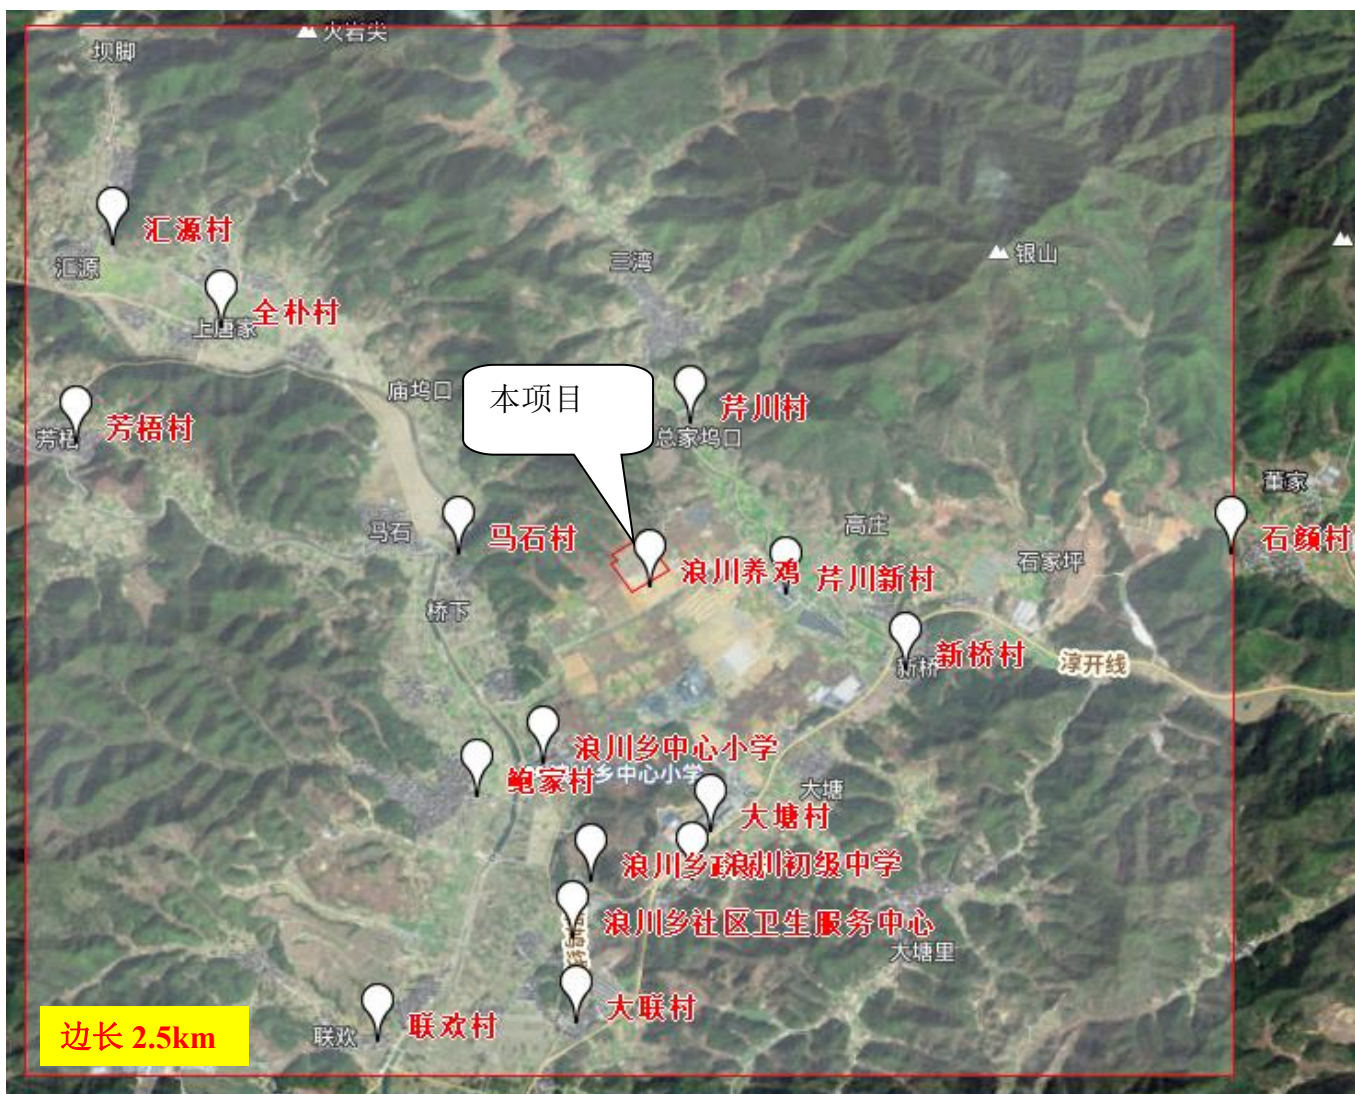 火岩尖
坝脚
汇源村
汇源
三湾
银山
全朴村
上唐家
庙坞口
本项目
芹川村
芳梧村
芳梧
总家坞口
董家
马石
马石村
高庄
石颜村
石家坪
浪川养鸡
芹川新村
桥下
新桥村
新桥
淳开线
浪川乡中心小学
乡中心小学
鲍家村
大塘
大塘村
浪川乡
浪川初级中学
浪川乡社区卫生服务中心
大塘里
大联村
联欢村
联欢
边长 2.5km